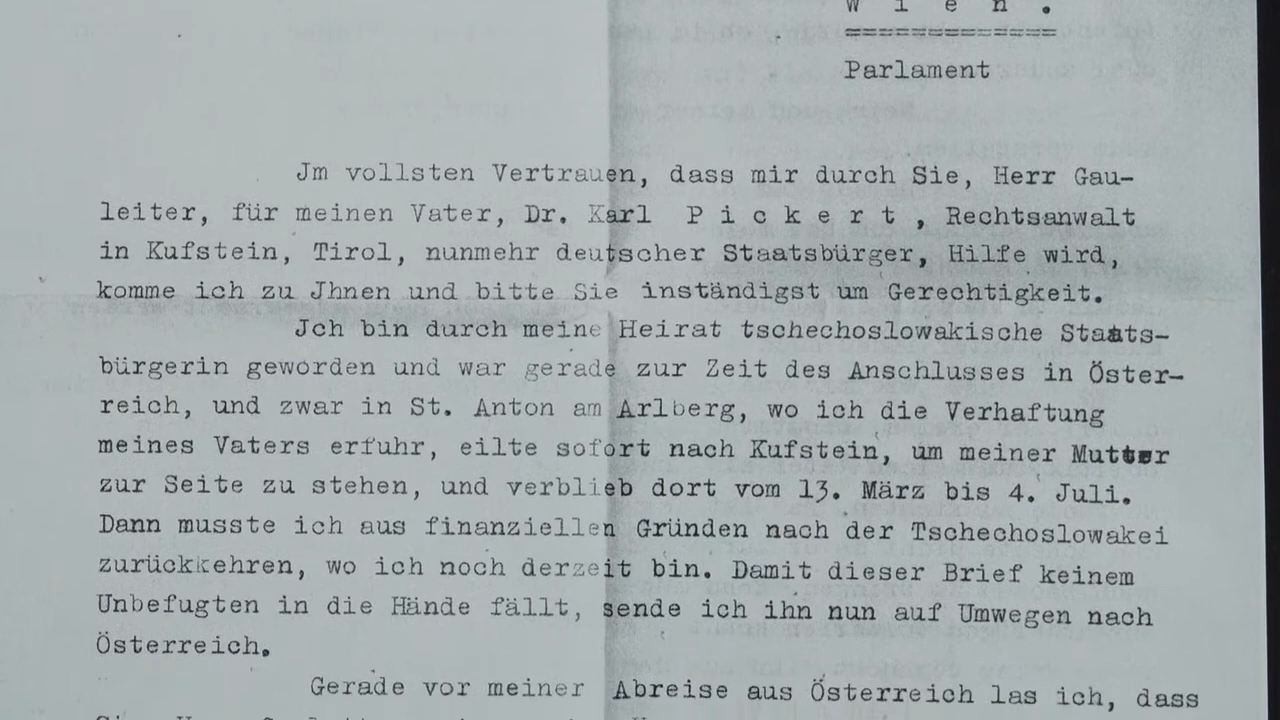 W i e n .
=============
Parlament
Jm vollsten Vertrauen, dass mir durch Sie, Herr Gau-
leiter, für meinen Vater, Dr. Karl P i c k e r t , Rechtsanwalt
in Kufstein, Tirol, nunmehr deutscher Staatsbürger, Hilfe wird,
komme ich zu Jhnen und bitte Sie inständigst um Gerechtigkeit.
Jch bin durch meine Heirat tschechoslowakische Staats-
bürgerin geworden und war gerade zur Zeit des Anschlusses in Öster-
reich, und zwar in St. Anton am Arlberg, wo ich die Verhaftung
meines Vaters erfuhr, eilte sofort nach Kufstein, um meiner Mutter
zur Seite zu stehen, und verblieb dort vom 13. März bis 4. Juli.
Dann musste ich aus finanziellen Gründen nach der Tschechoslowakei
zurückkehren, wo ich noch derzeit bin. Damit dieser Brief keinem
Unbefugten in die Hände fällt, sende ich ihn nun auf Umwegen nach
Österreich.
Gerade vor meiner Abreise aus Österreich las ich, dass